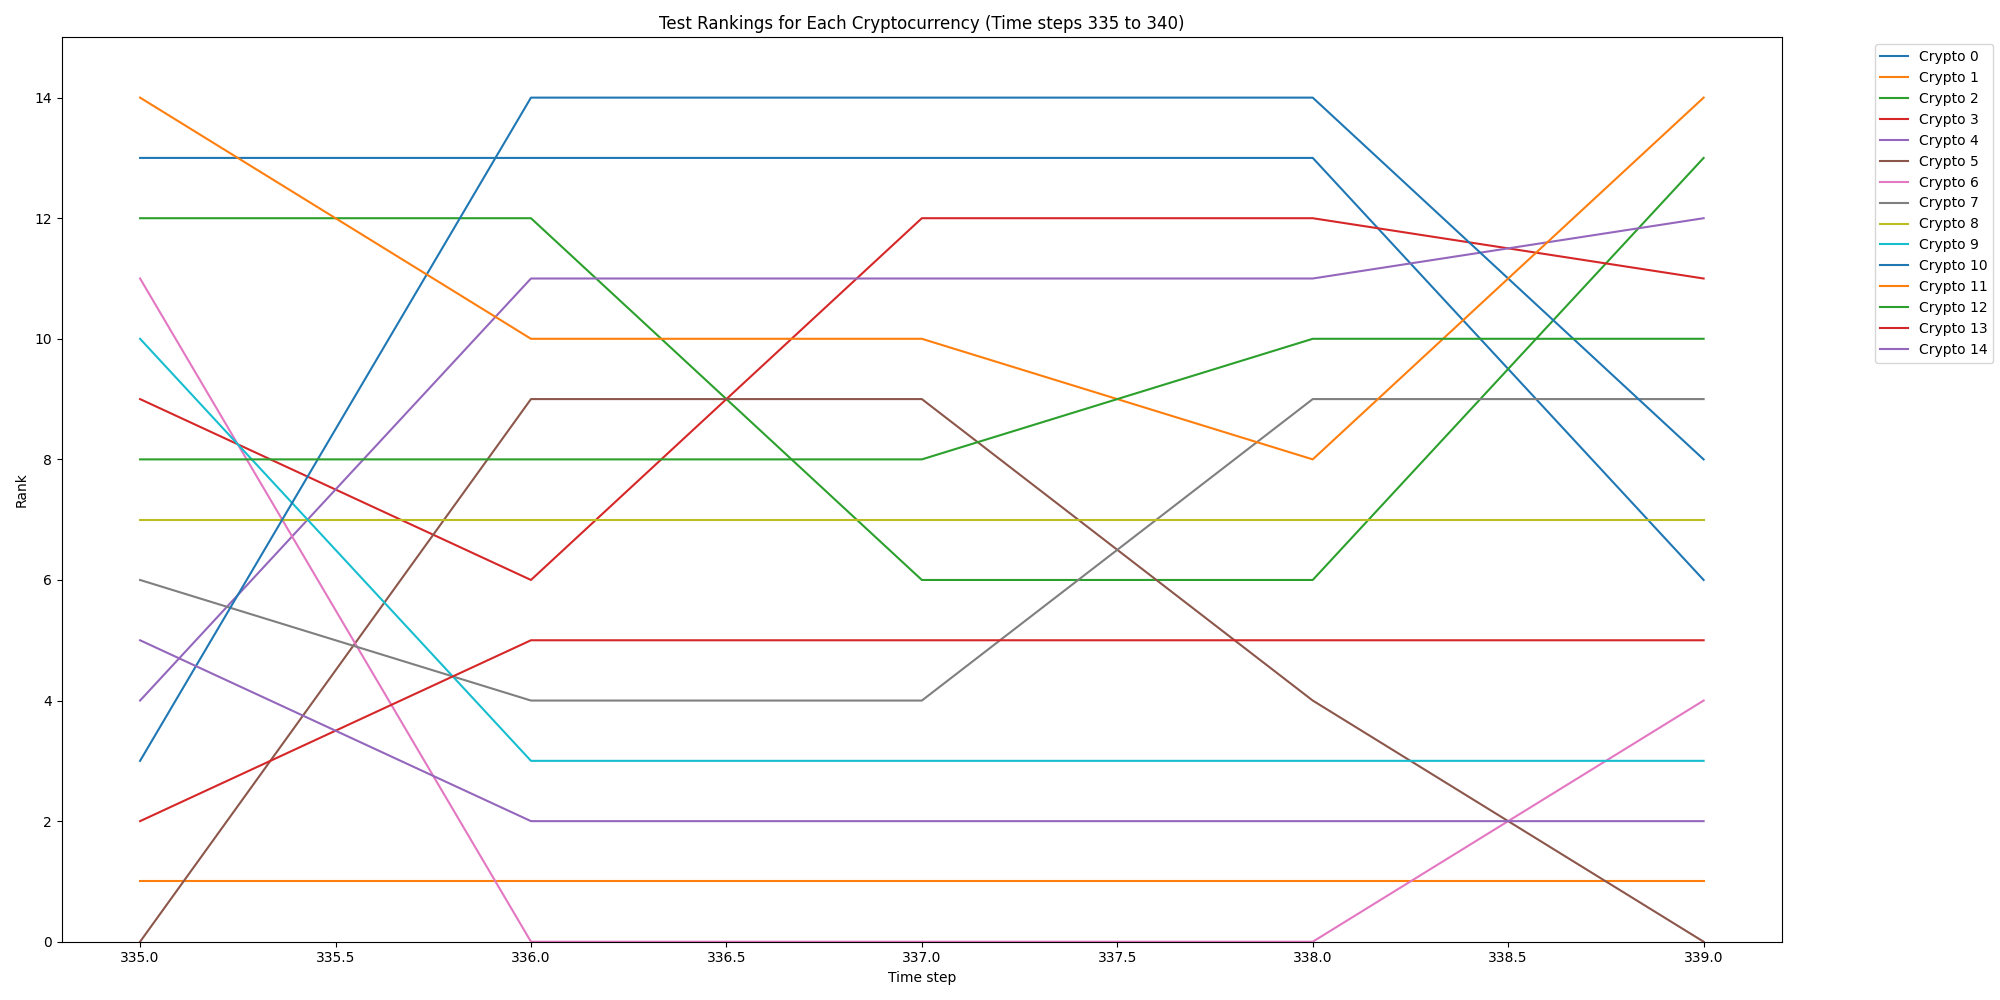 Test Rankings for Each Cryptocurrency (Time steps 335 to 340)
Rank
14
12
10
8
6
4
2
0
335.0 335.5 336.0 336.5 337.0 337.5 338.0 338.5 339.0
Time step
Crypto 0
Crypto 1
Crypto 2
Crypto 3
Crypto 4
Crypto 5
Crypto 6
Crypto 7
Crypto 8
Crypto 9
Crypto 10
Crypto 11
Crypto 12
Crypto 13
Crypto 14